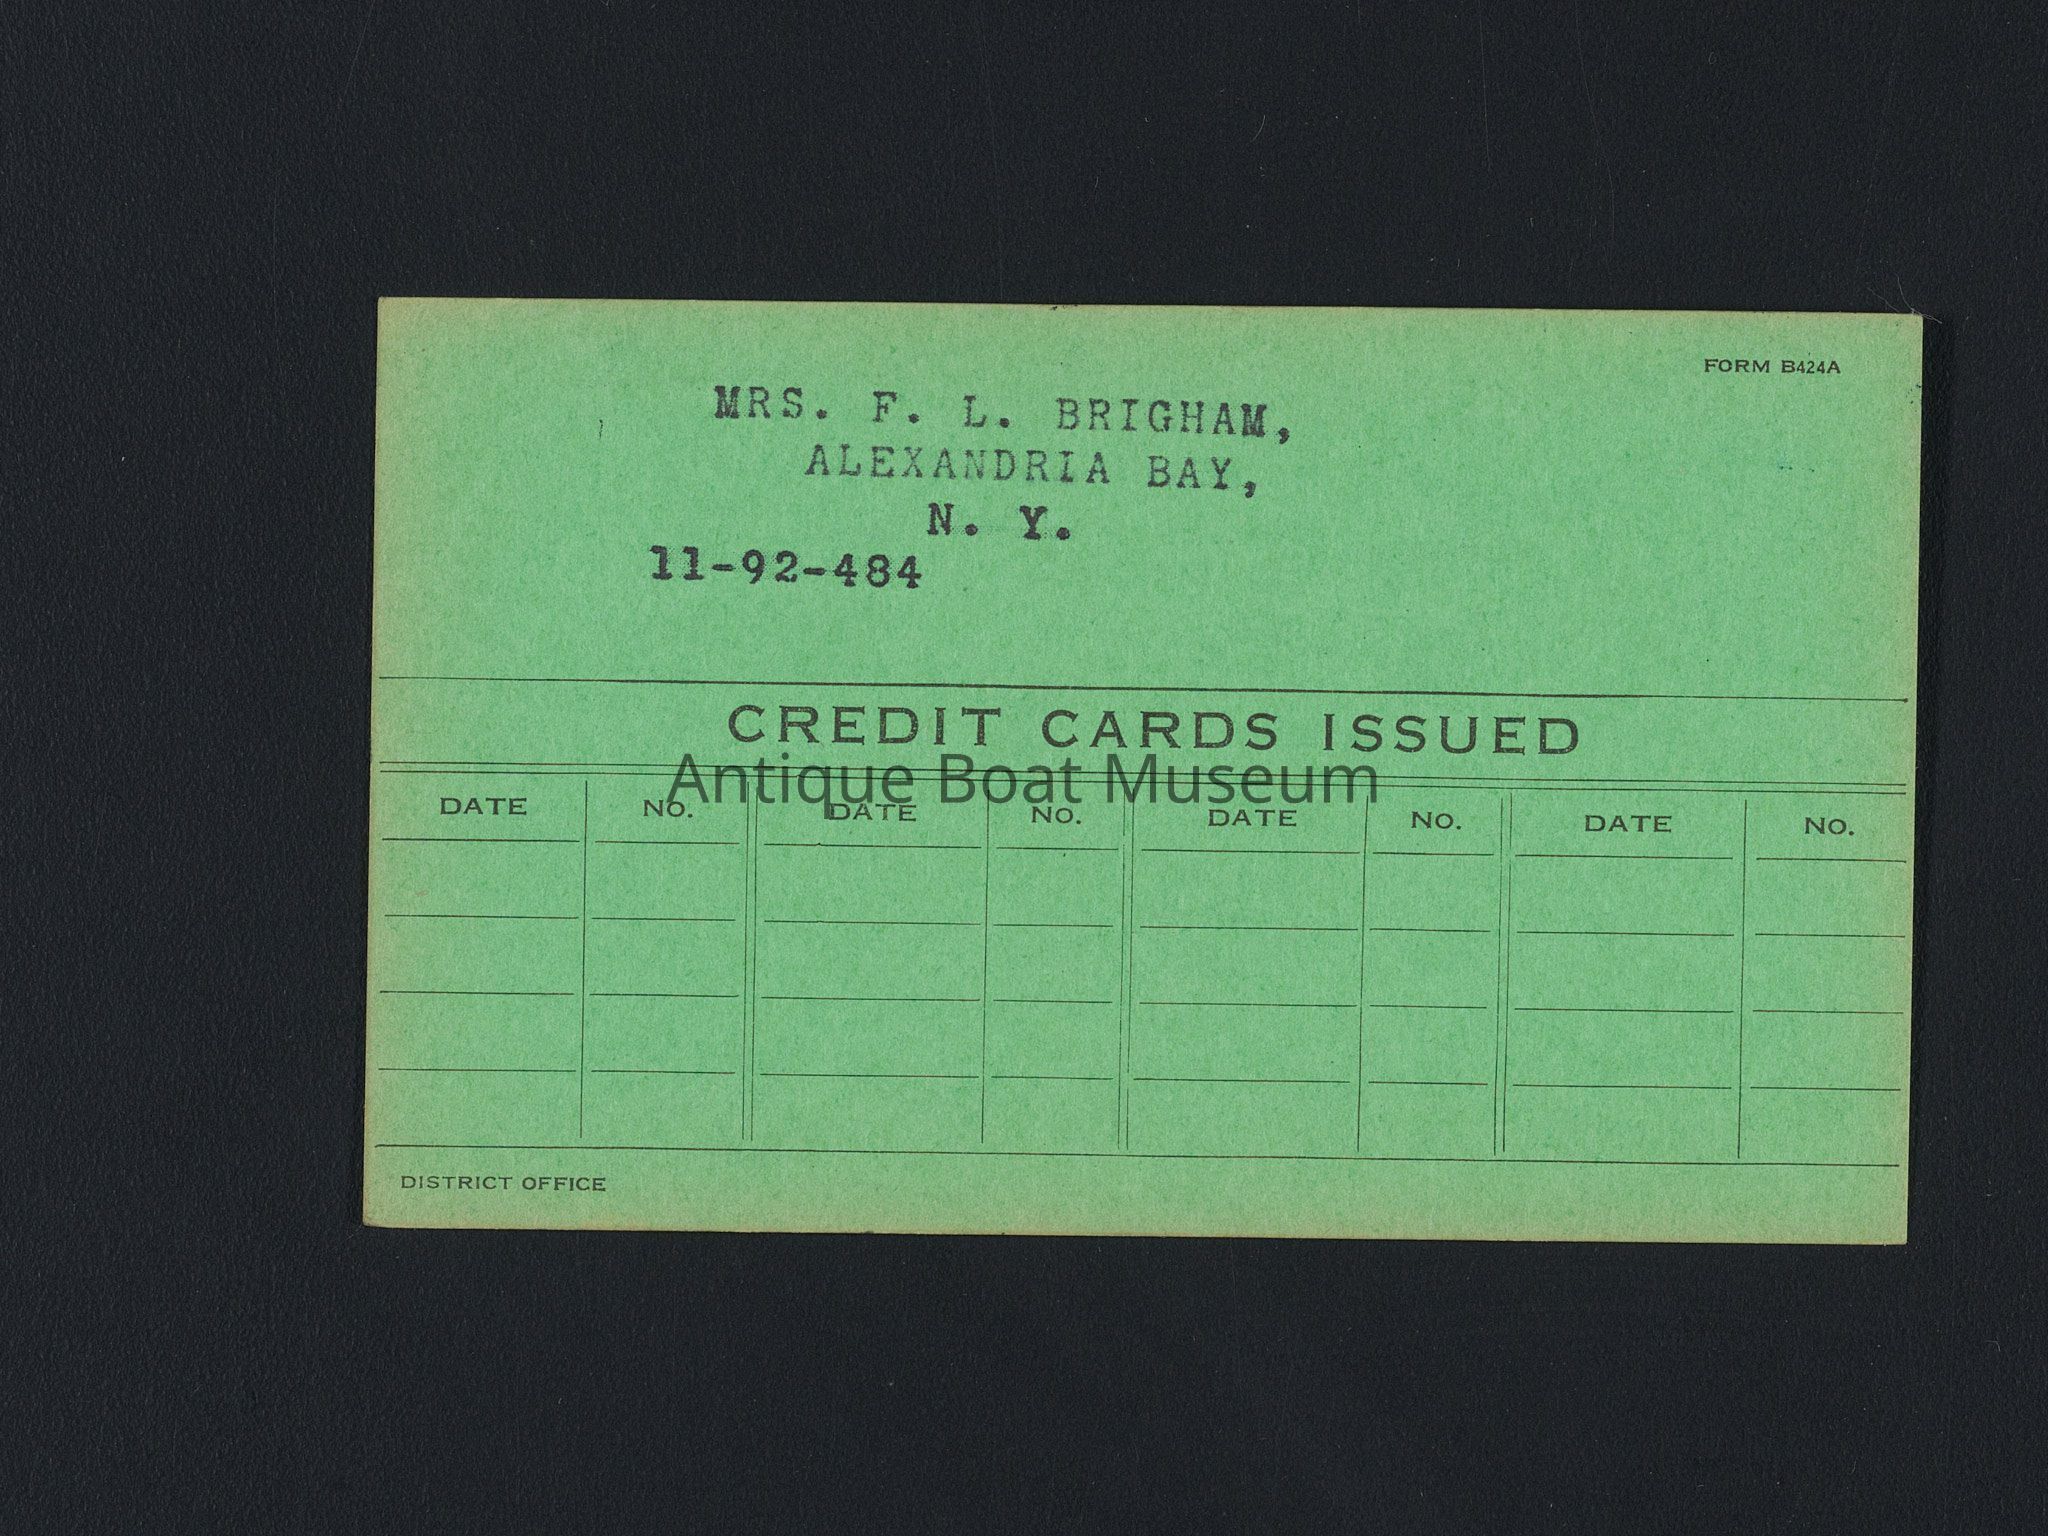 FORM B424A
MRS. F. L. BRIGHAM,
ALEXANDRIA BAY,
N. Y.
11-92-484
CREDIT CARDS ISSUED
Antique Boat Museum
DATE NO. DATE NO. DATE NO. DATE NO.
DISTRICT OFFICE